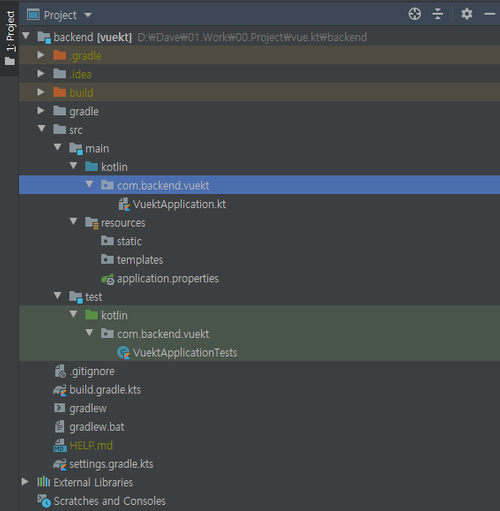 1: Project
Project
backend [vuekt] D:₩Dave₩01.Work₩00.Project₩vue.kt₩backend
.gradle
.idea
build
gradle
src
main
kotlin
com.backend.vuekt
VuektApplication.kt
resources
static
templates
application.properties
test
kotlin
com.backend.vuekt
VuektApplicationTests
.gitignore
build.gradle.kts
gradlew
gradlew.bat
MD HELP.md
settings.gradle.kts
External Libraries
Scratches and Consoles